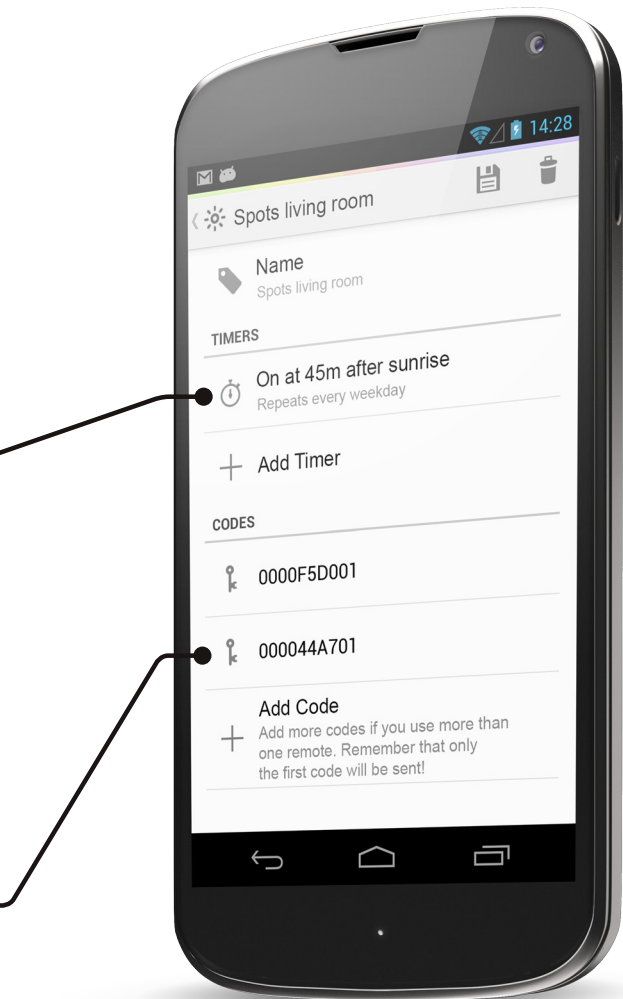 14:28
Spots living room
Name
Spots living room
TIMERS
On at 45m after sunrise
Repeats every weekday
Add Timer
CODES
0000F5D001
000044A701
Add Code
Add more codes if you use more than
one remote. Remember that only
the first code will be sent!